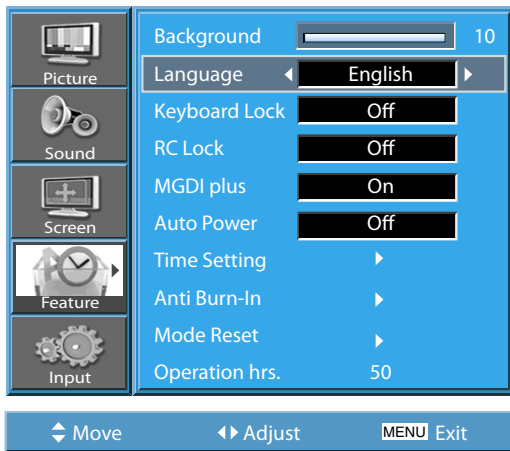 Picture
Sound
Screen
Feature
Input
Background 10
Language English
Keyboard Lock Off
RC Lock Off
MGDI plus On
Auto Power Off
Time Setting
Anti Burn-In
Mode Reset
Operation hrs. 50
Move Adjust MENU Exit